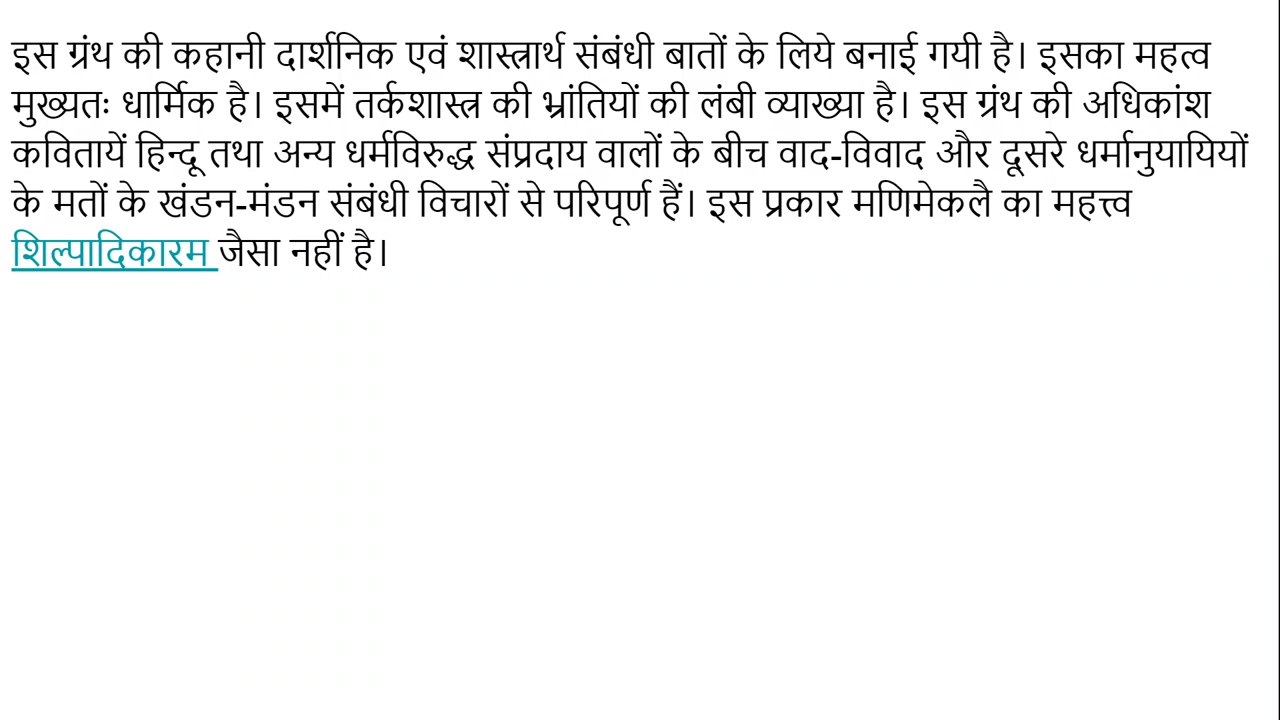 इस ग्रंथ की कहानी दार्शनिक एवं शास्त्रार्थ संबंधी बातों के लिये बनाई गयी है। इसका महत्व
मुख्यतः धार्मिक है। इसमें तर्कशास्त्र की भ्रांतियों की लंबी व्याख्या है। इस ग्रंथ की अधिकांश
कवितायें हिन्दू तथा अन्य धर्मविरुद्ध संप्रदाय वालों के बीच वाद-विवाद और दूसरे धर्मानुयायियों
के मतों के खंडन-मंडन संबंधी विचारों से परिपूर्ण हैं। इस प्रकार मणिमेकलै का महत्त्व
शिल्पादिकारम जैसा नहीं है।